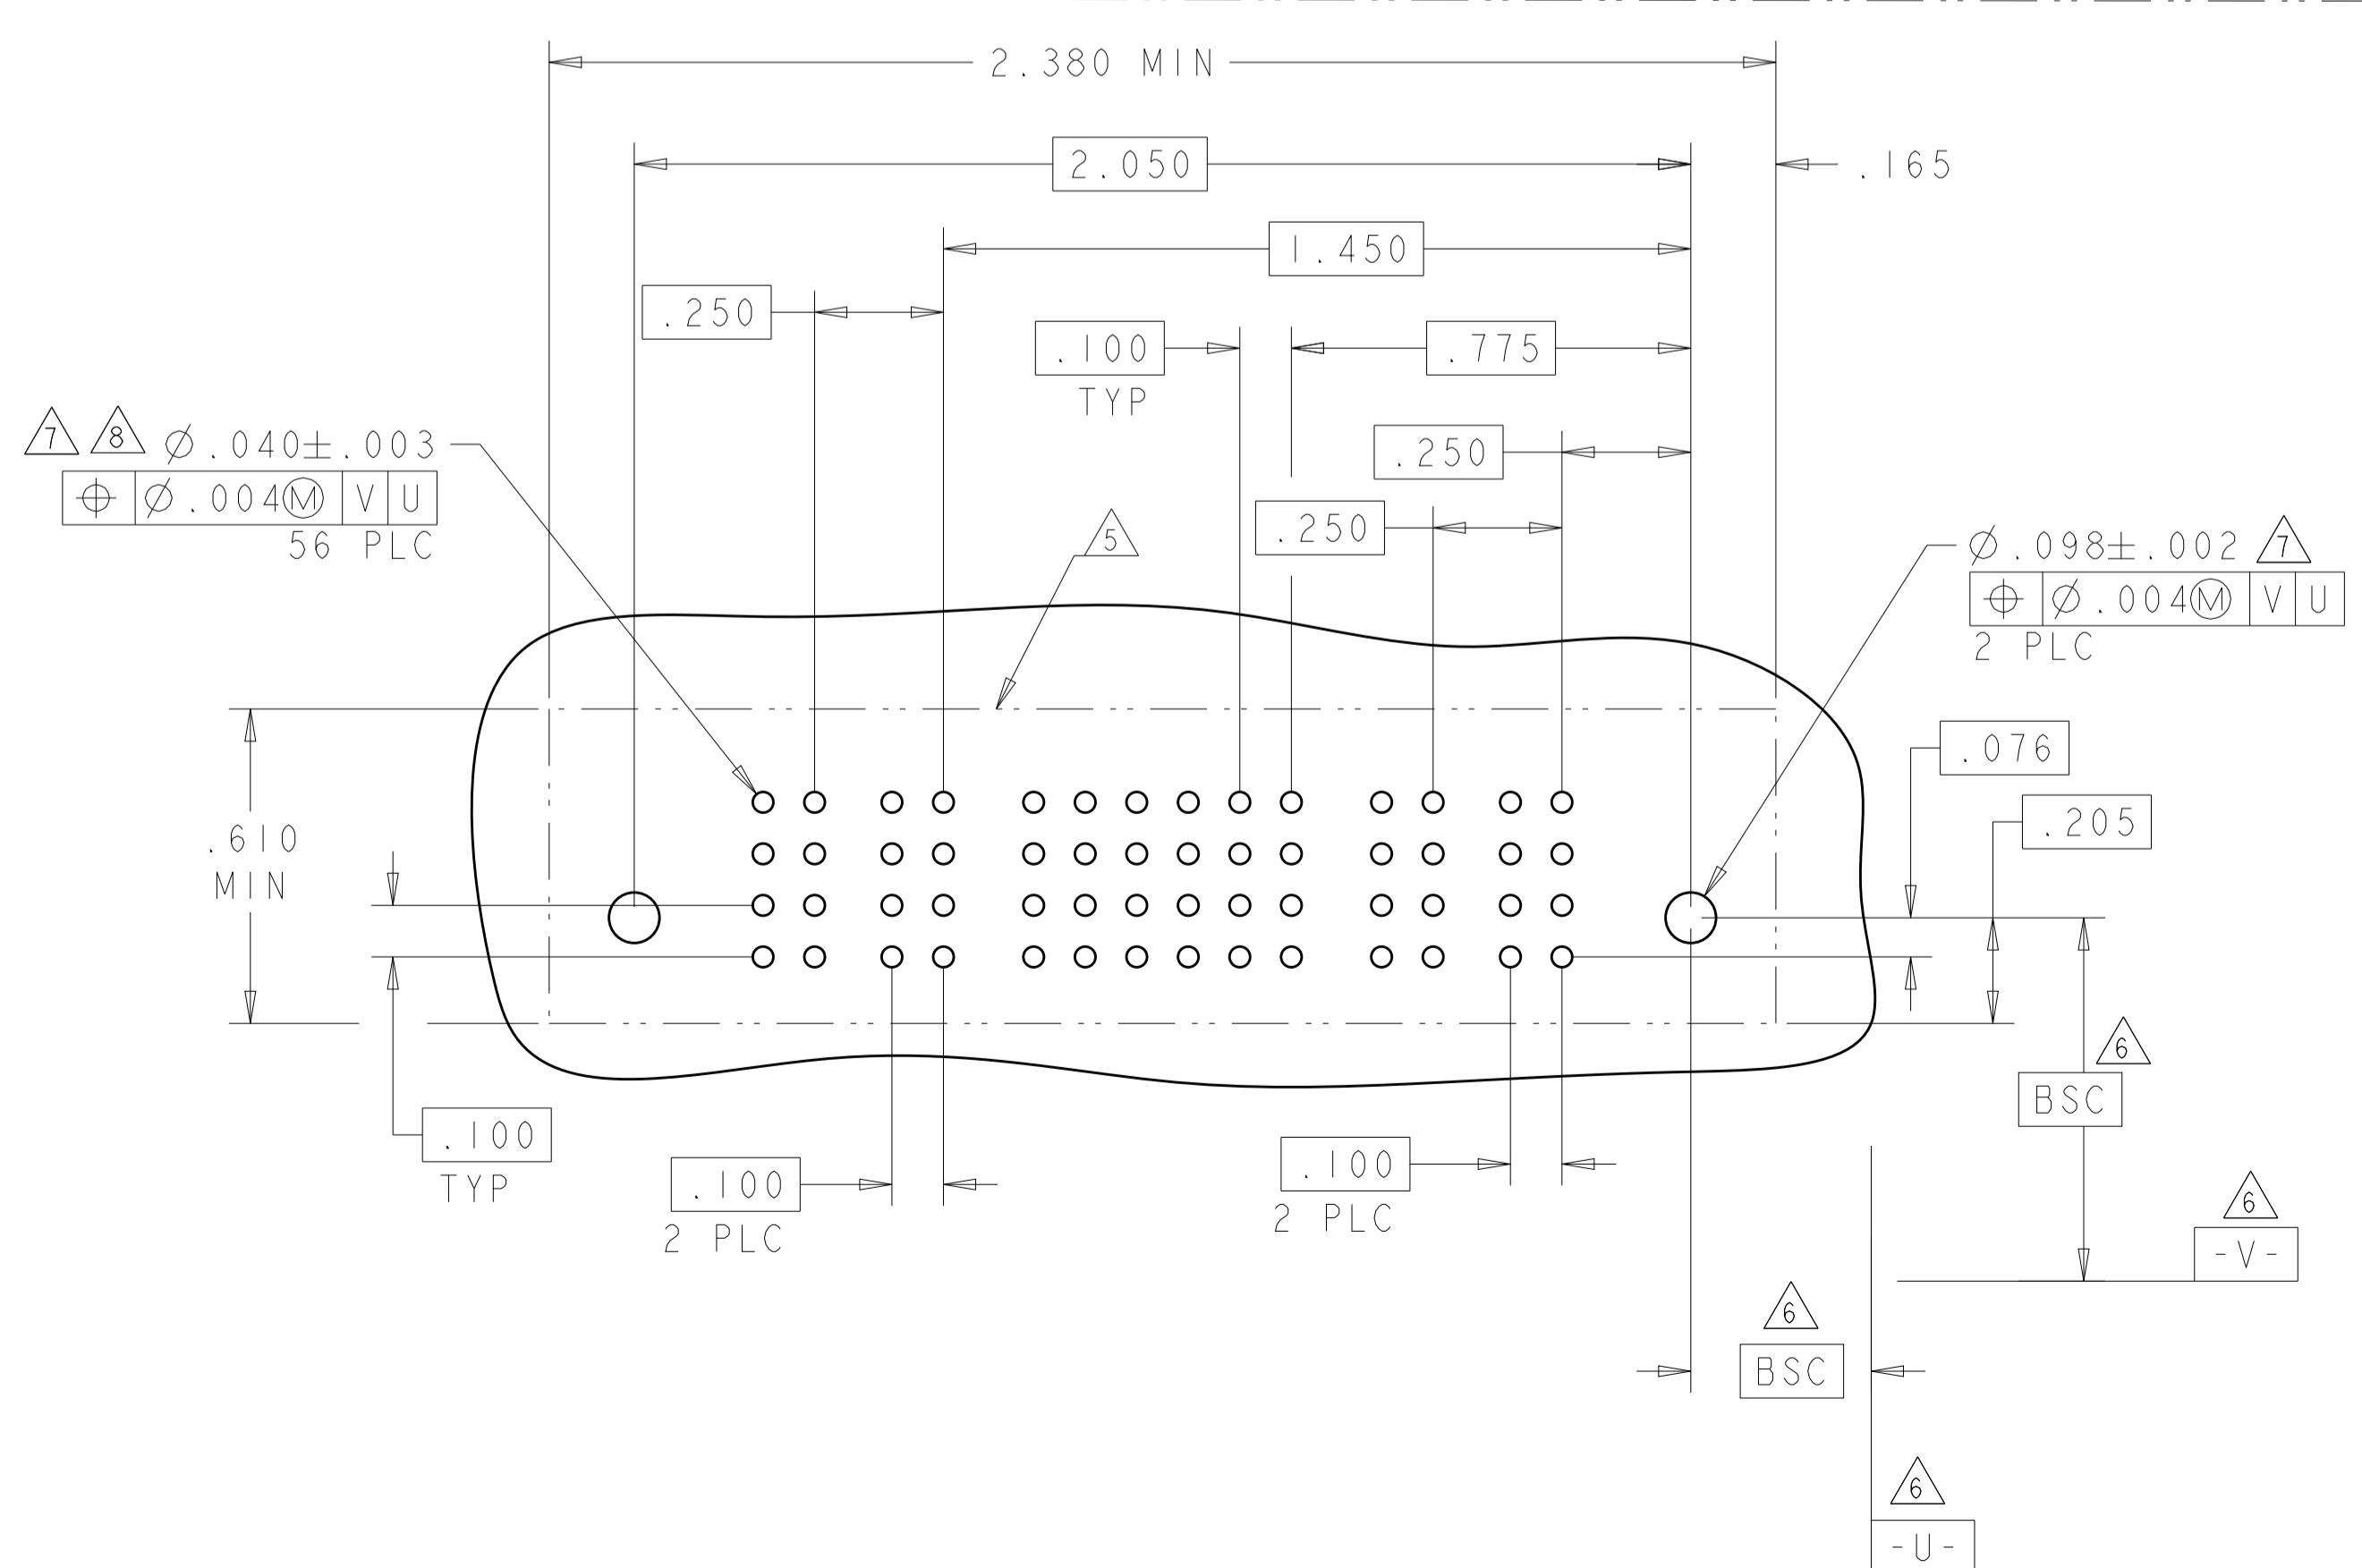 2.380 MIN
2.050
.165
1.450
.250
.100
TYP
.775
7 8 ⌀.040±.003
⌖ ⌀.004Ⓜ V U
56 PLC
.250
.250
5
⌀.098±.002 7
⌖ ⌀.004Ⓜ V U
2 PLC
.076
.205
.610
MIN
6
BSC
.100
TYP
.100
2 PLC
.100
2 PLC
6
-V-
6
BSC
6
-U-